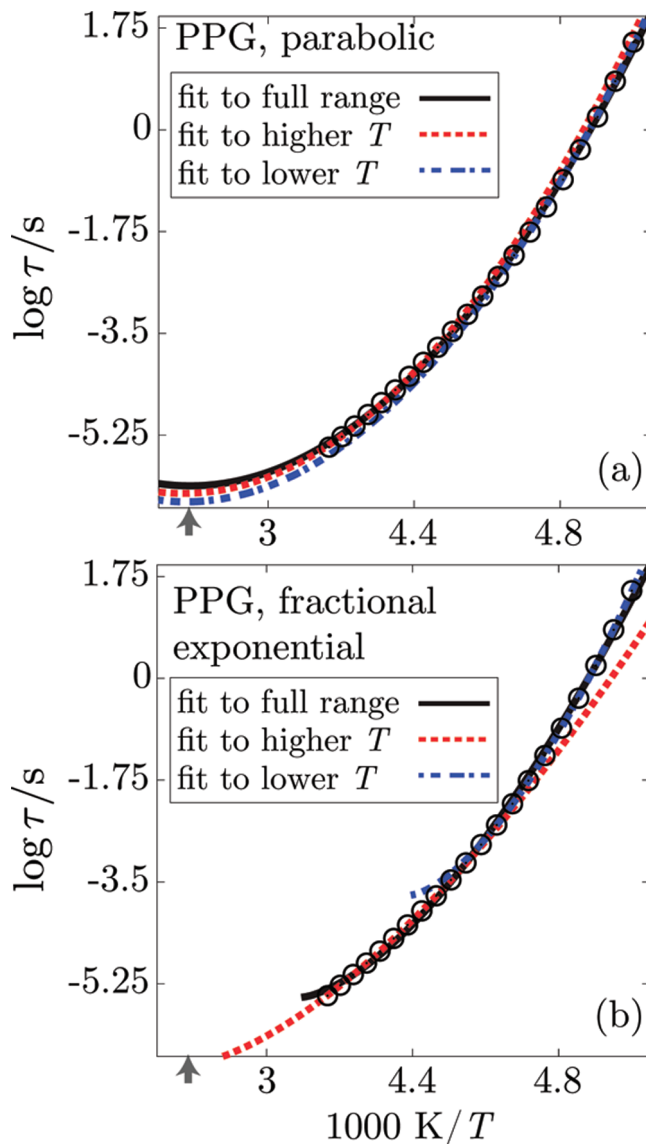 1.75
PPG, parabolic
fit to full range
fit to higher T
fit to lower T
0
-1.75
-3.5
-5.25
log τ/s
(a)
3
4.4
4.8
1.75
PPG, fractional
exponential
0
fit to full range
fit to higher T
fit to lower T
-1.75
-3.5
-5.25
log τ/s
(b)
3
4.4
4.8
1000 K/T